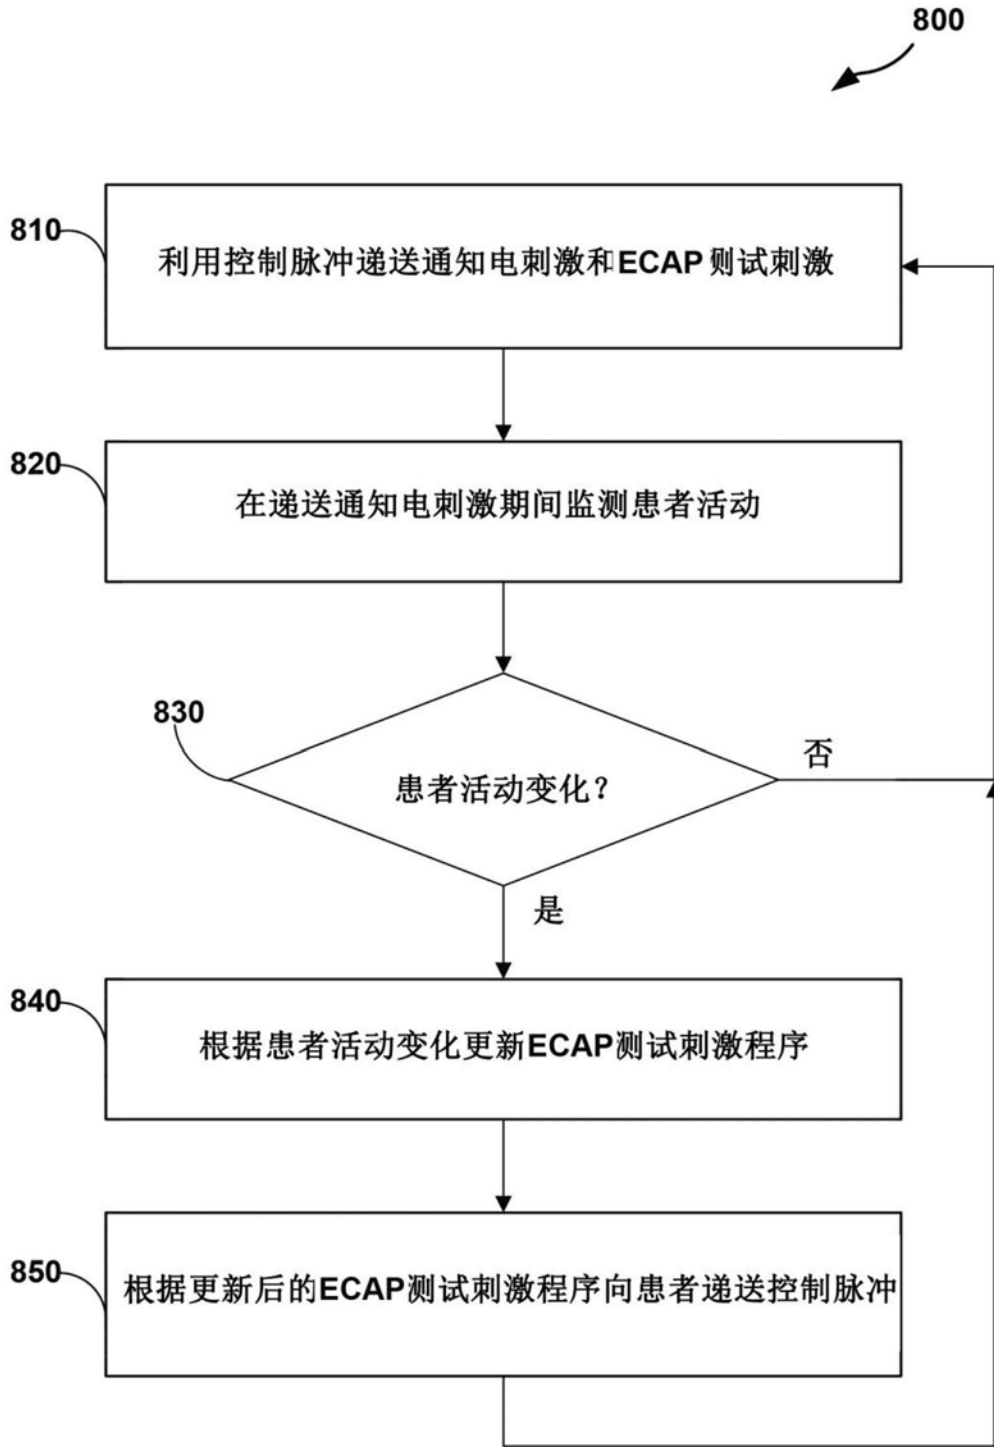 800
810
利用控制脉冲递送通知电刺激和ECAP测试刺激
820
在递送通知电刺激期间监测患者活动
830
患者活动变化?
否
是
840
根据患者活动变化更新ECAP测试刺激程序
850
根据更新后的ECAP测试刺激程序向患者递送控制脉冲